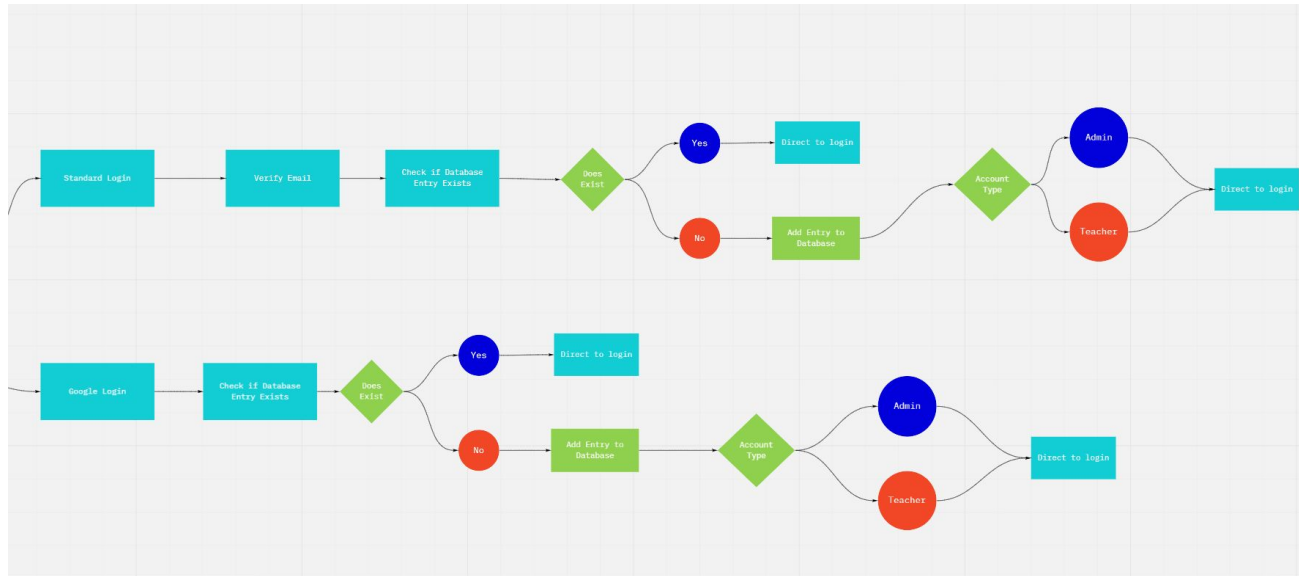 Standard Login
Verify Email
Check if Database
Entry Exists
Does
Exist
Yes
Direct to login
No
Add Entry to
Database
Account
Type
Admin
Teacher
Direct to login
Google Login
Check if Database
Entry Exists
Does
Exist
Yes
Direct to login
No
Add Entry to
Database
Account
Type
Admin
Teacher
Direct to login